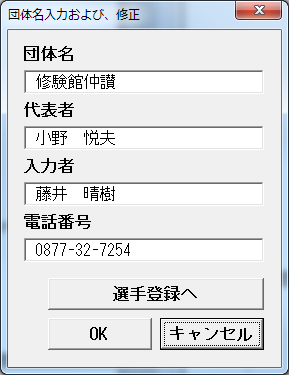 団体名入力および、修正
団体名
修験館仲讃
代表者
小野　悦夫
入力者
藤井　晴樹
電話番号
0877-32-7254
選手登録へ
OK
キャンセル